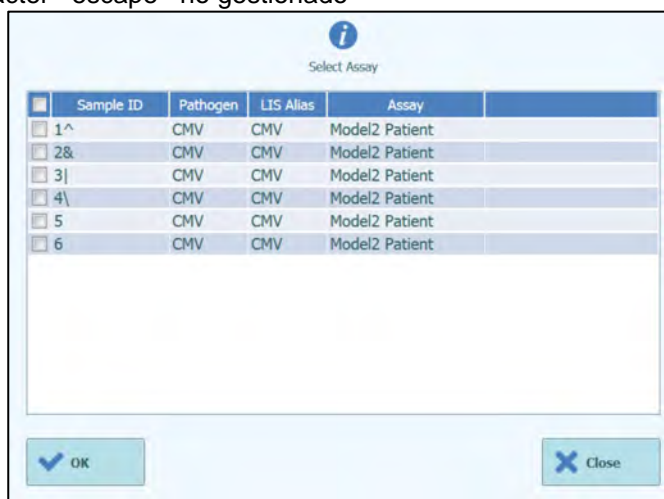 "escape" no gestionado
Select Assay
Sample ID Pathogen LIS Alias Assay
1^ CMV CMV Model2 Patient
2& CMV CMV Model2 Patient
3| CMV CMV Model2 Patient
4\ CMV CMV Model2 Patient
5 CMV CMV Model2 Patient
6 CMV CMV Model2 Patient
OK Close